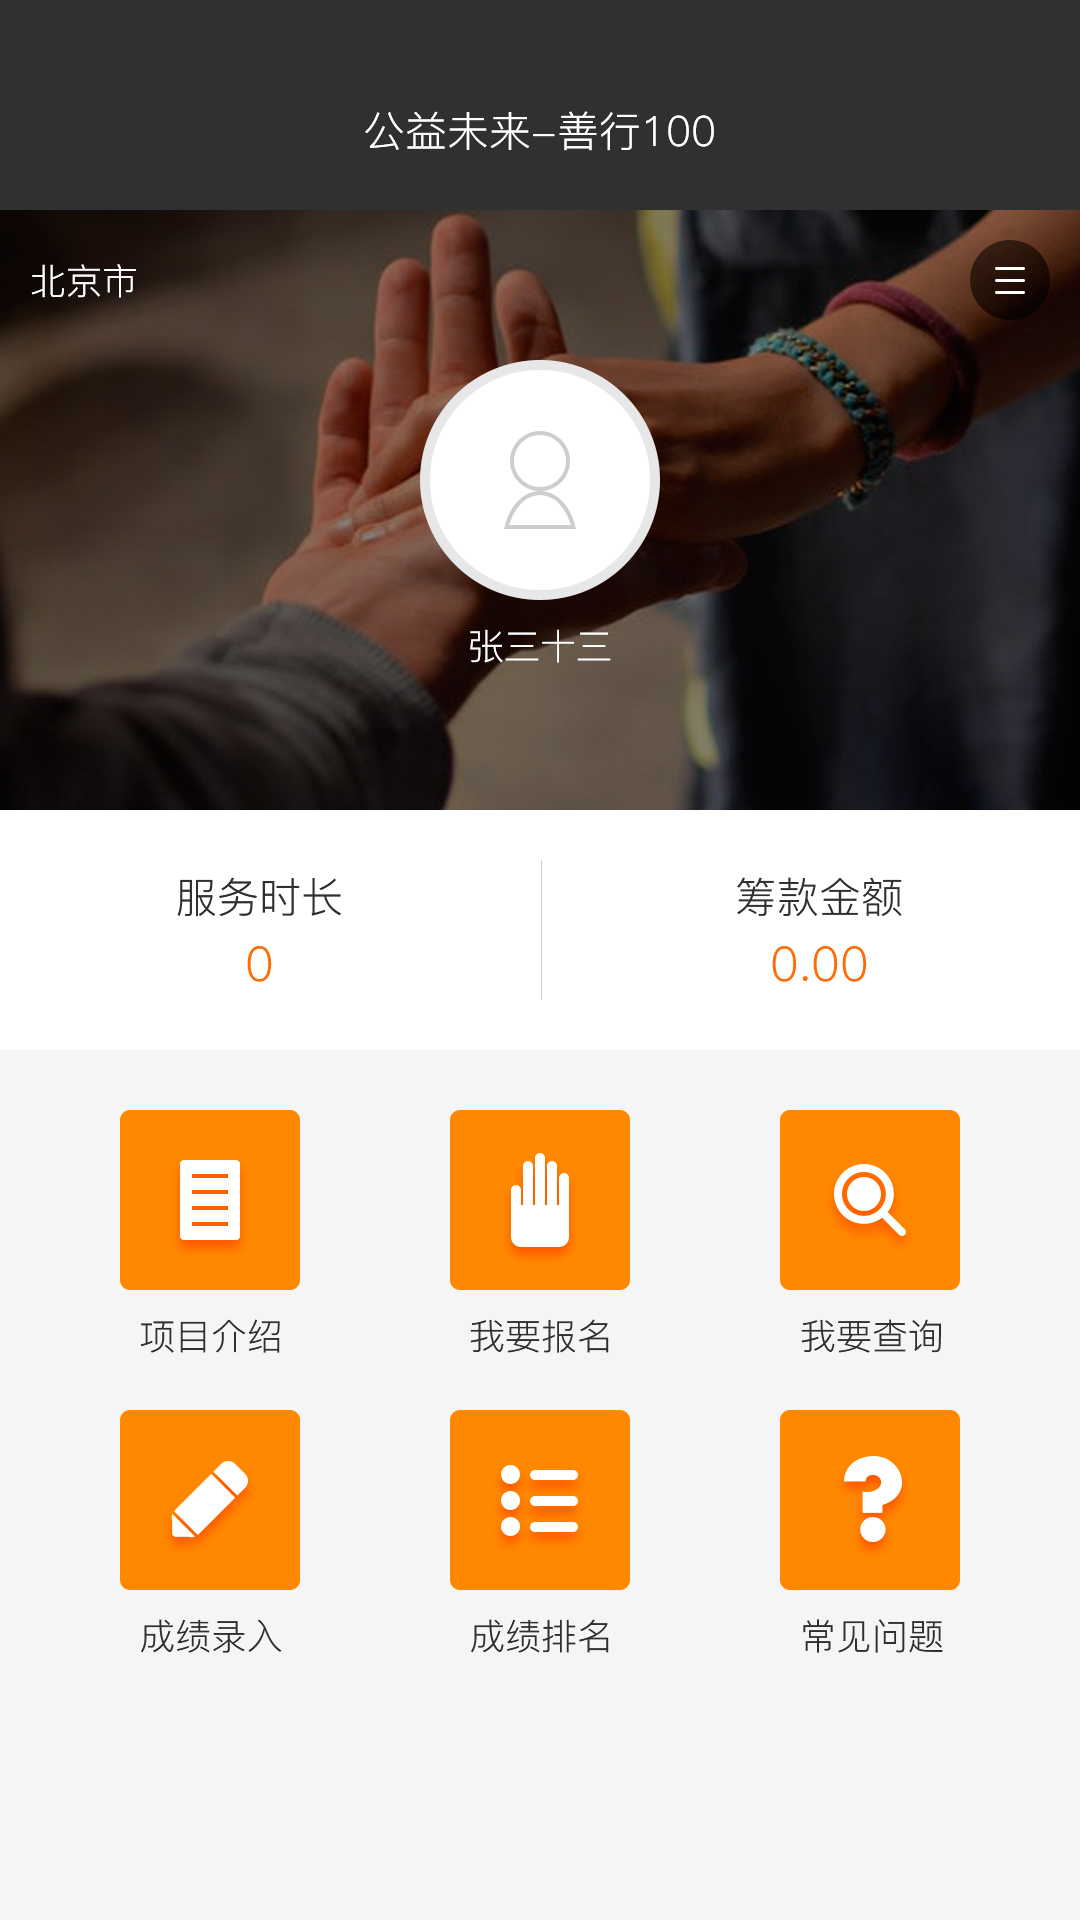 公益未来–善行100
北京市
张三十三
服务时长
筹款金额
0
0.00
项目介绍
我要报名
我要查询
成绩录入
成绩排名
常见问题